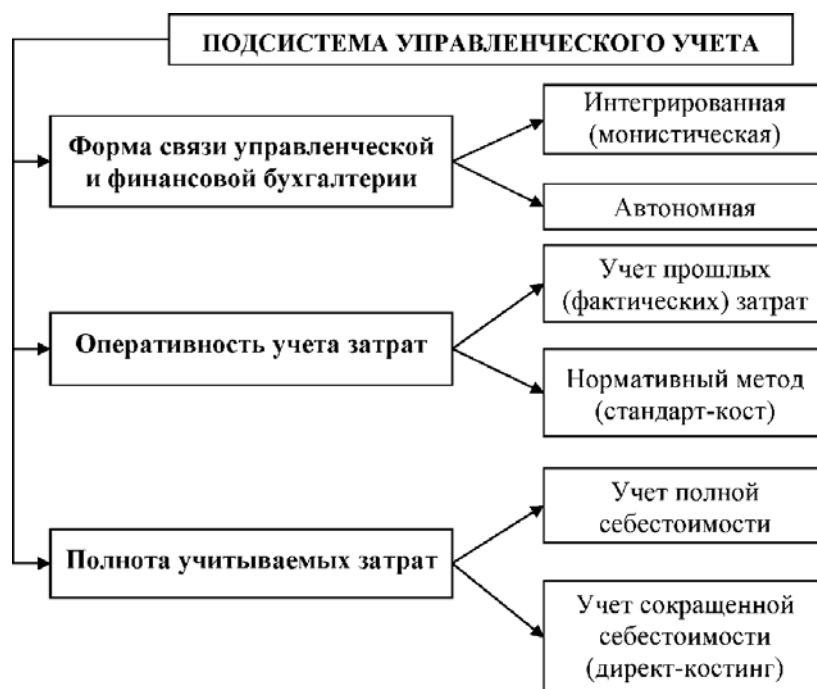 ПОДСИСТЕМА УПРАВЛЕНЧЕСКОГО УЧЕТА
Форма связи управленческой
и финансовой бухгалтерии
Интегрированная
(монистическая)
Автономная
Оперативность учета затрат
Учет прошлых
(фактических) затрат
Нормативный метод
(стандарт-кост)
Полнота учитываемых затрат
Учет полной
себестоимости
Учет сокращенной
себестоимости
(директ-костинг)